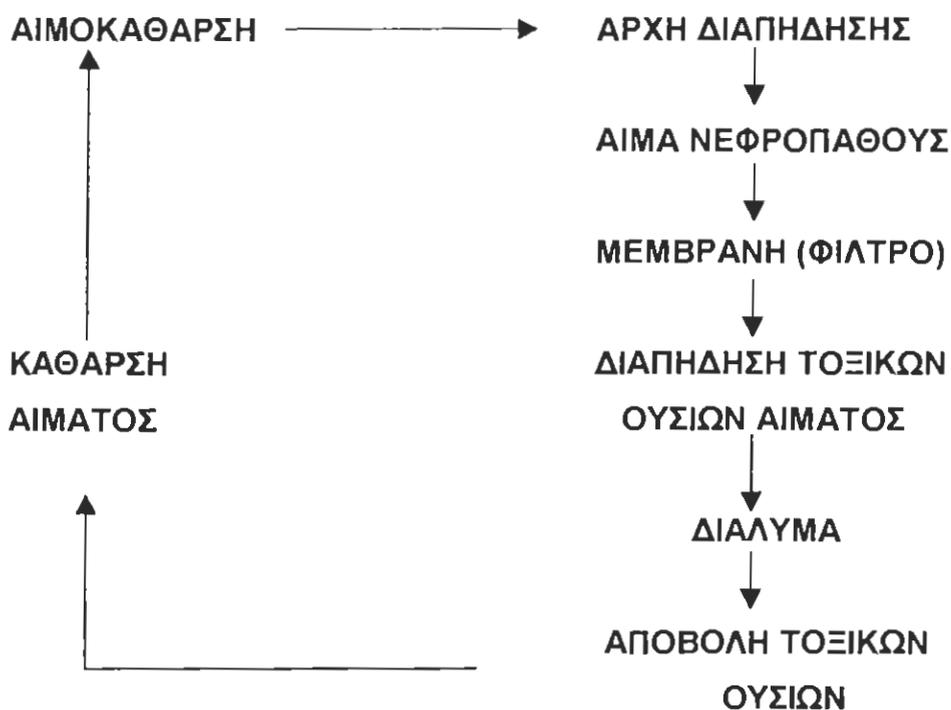 ΑΙΜΟΚΑΘΑΡΣΗ
ΑΡΧΗ ΔΙΑΠΗΔΗΣΗΣ
ΑΙΜΑ ΝΕΦΡΟΠΑΘΟΥΣ
ΜΕΜΒΡΑΝΗ (ΦΙΛΤΡΟ)
ΔΙΑΠΗΔΗΣΗ ΤΟΞΙΚΩΝ
ΟΥΣΙΩΝ ΑΙΜΑΤΟΣ
ΔΙΑΛΥΜΑ
ΑΠΟΒΟΛΗ ΤΟΞΙΚΩΝ
ΟΥΣΙΩΝ
ΚΑΘΑΡΣΗ
ΑΙΜΑΤΟΣ